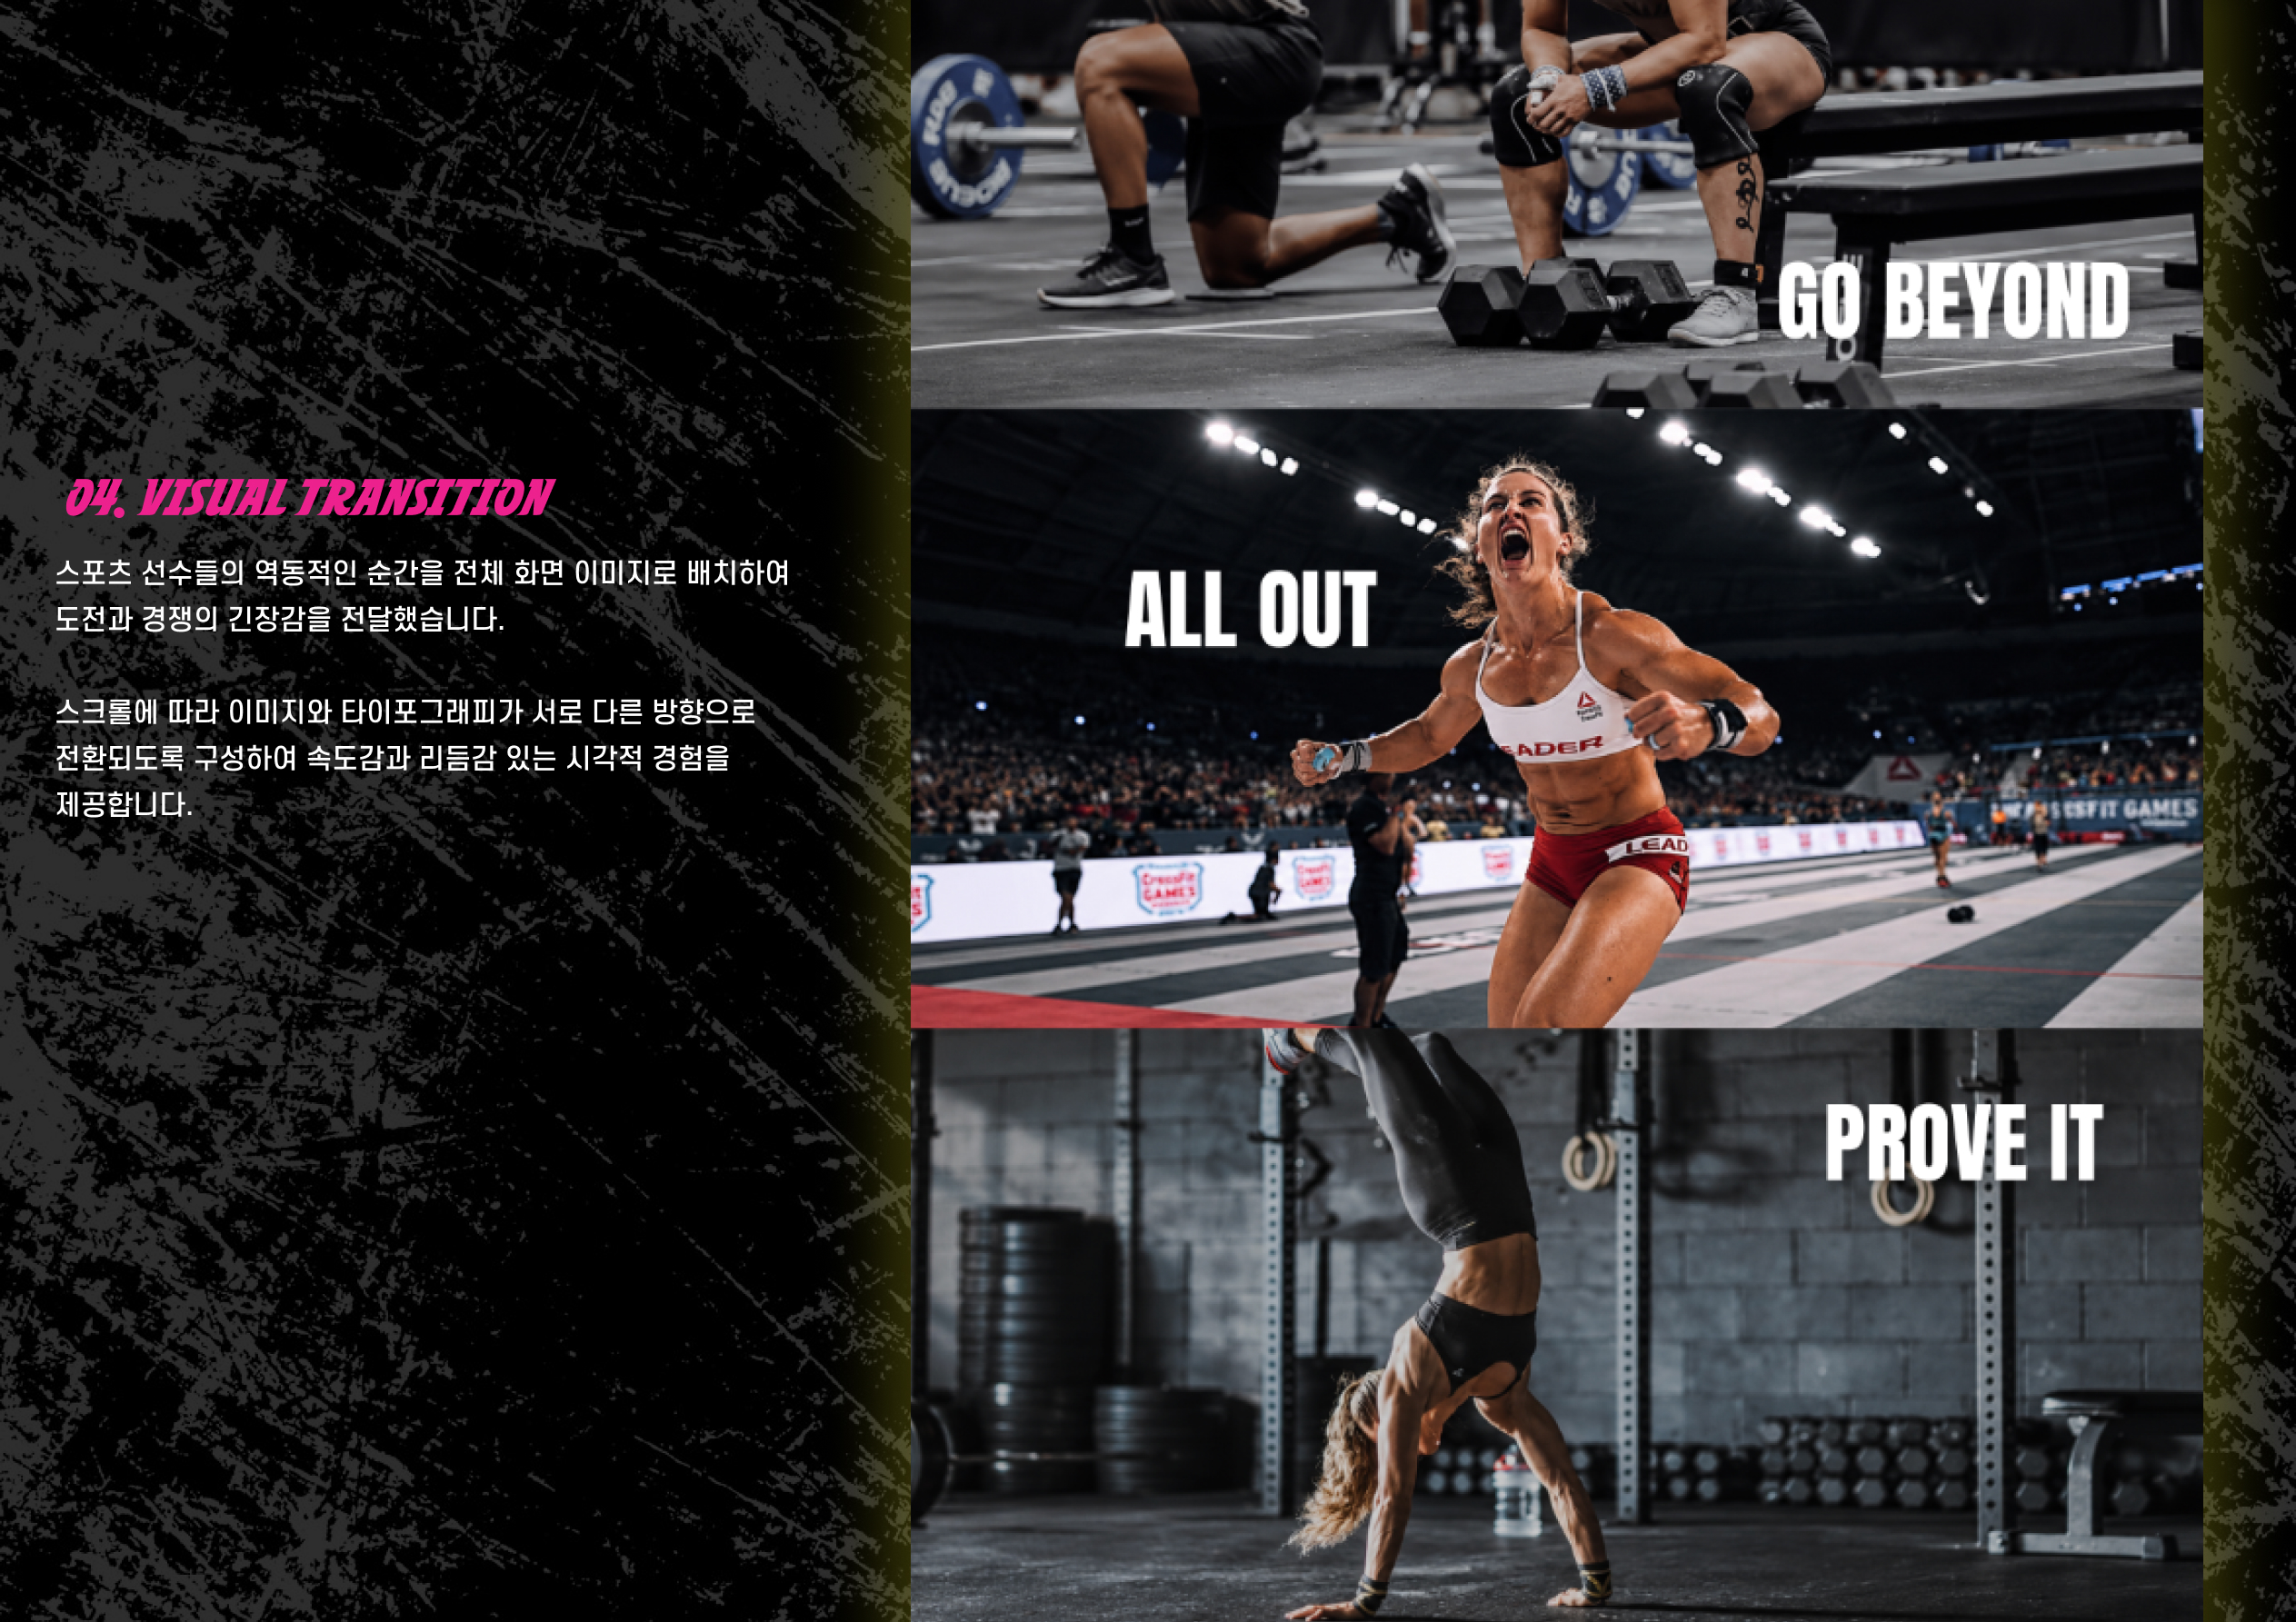 04. VISUAL TRANSITION
스포츠 선수들의 역동적인 순간을 전체 화면 이미지로 배치하여
도전과 경쟁의 긴장감을 전달했습니다.
스크롤에 따라 이미지와 타이포그래피가 서로 다른 방향으로
전환되도록 구성하여 속도감과 리듬감 있는 시각적 경험을
제공합니다.
GO BEYOND
ALL OUT
EADER
LEAD
CrossFit
GAMES
GAMES
PROVE IT